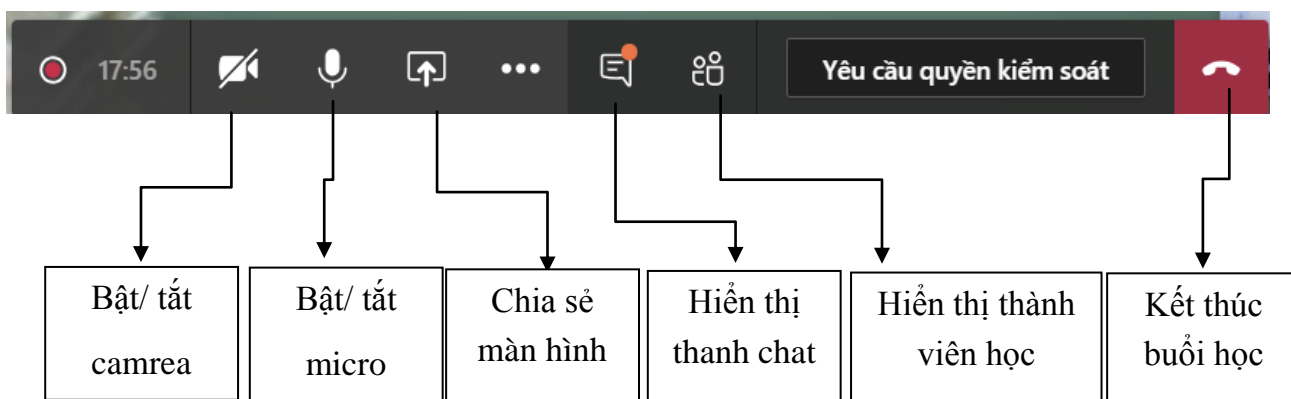 17:56
Yêu cầu quyền kiểm soát
Bật/ tắt
camrea
Bật/ tắt
micro
Chia sẻ
màn hình
Hiển thị
thanh chat
Hiển thị thành
viên học
Kết thúc
buổi học